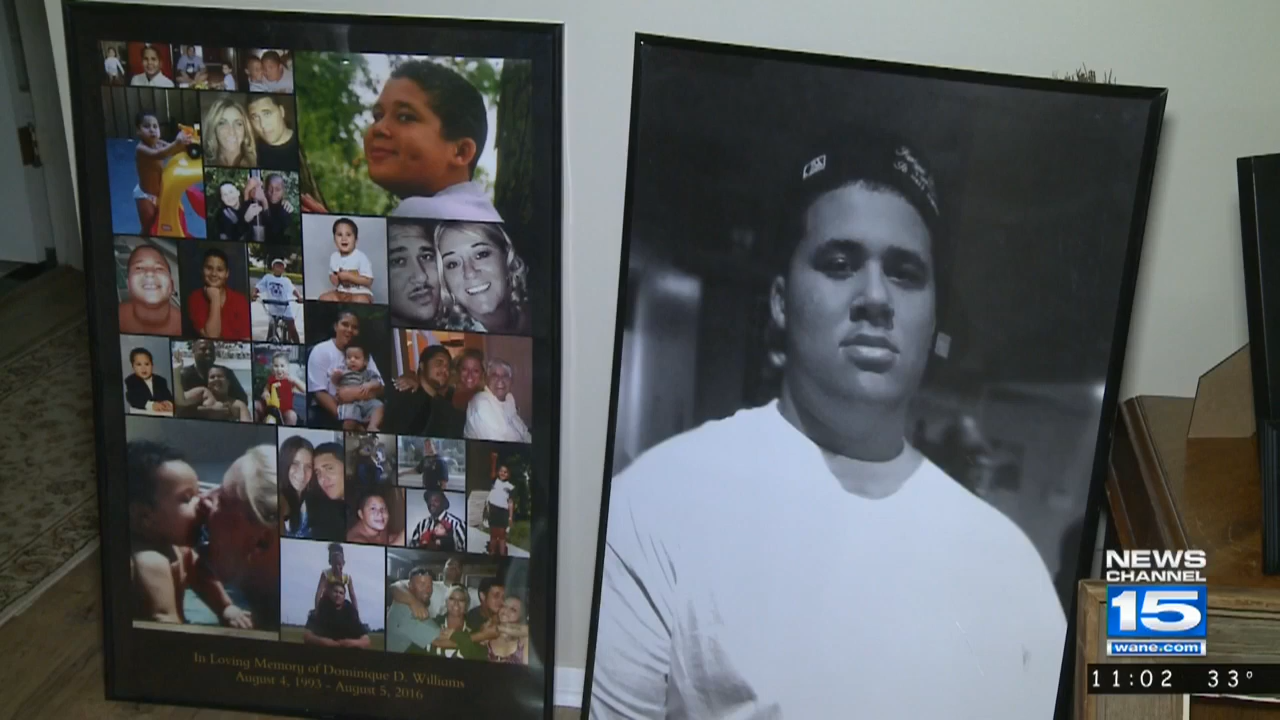 In Loving Memory of Dominique D. Williams
August 4, 1993 - August 5, 2016
NEWS
CHANNEL
15
wane.com
11:02 33°